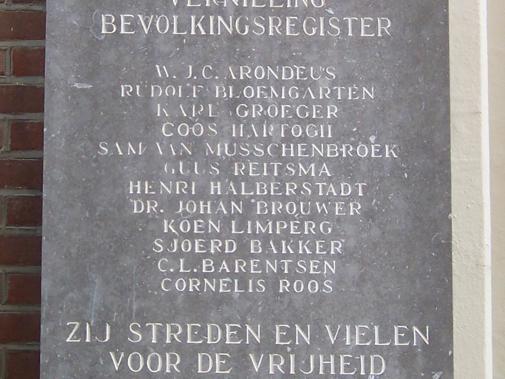 VERNIELING
BEVOLKINGSREGISTER
W. J. C. ARONDEUS
RUDOLF BLOEMGARTEN
KARL GROEGER
COOS HARTOGH
SAM VAN MUSSCHENBROEK
GUUS REITSMA
HENRI HALBERSTADT
DR. JOHAN BROUWER
KOEN LIMPERG
SJOERD BAKKER
C. L. BARENTSEN
CORNELIS ROOS
ZIJ STREDEN EN VIELEN
VOOR DE VRIJHEID